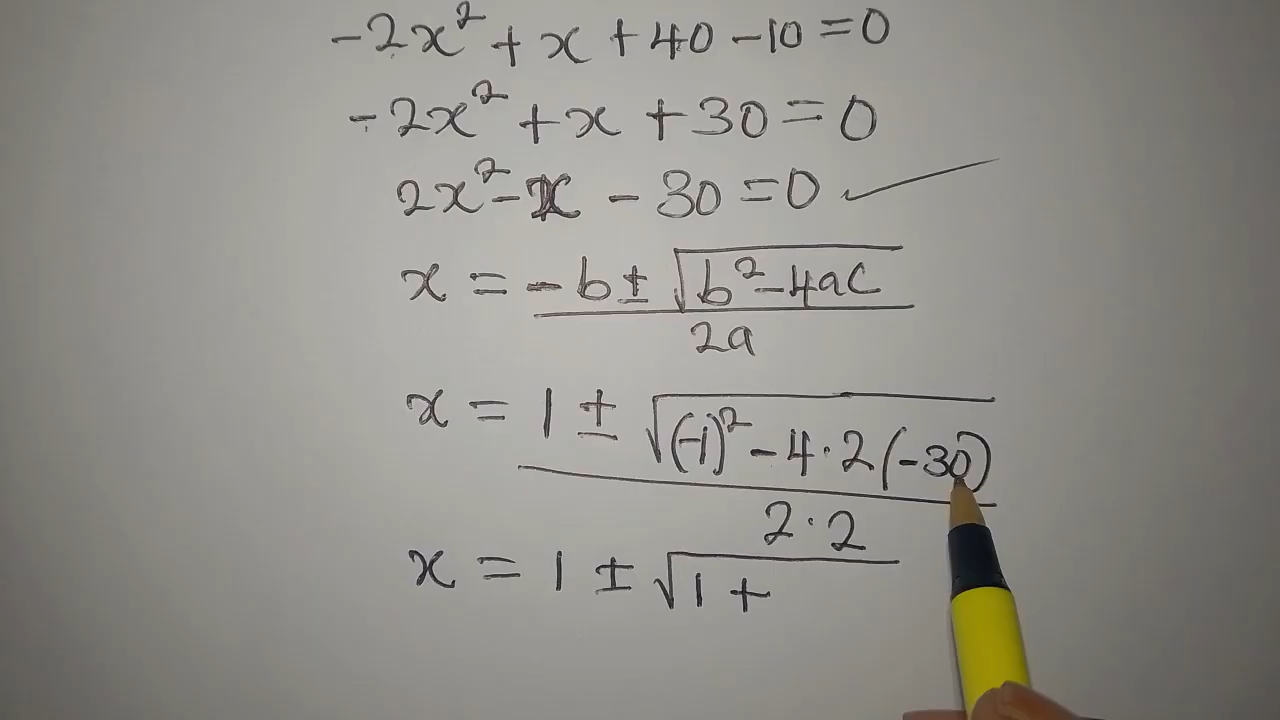 -2x² + x + 40 - 10 = 0
-2x² + x + 30 = 0
2x² - x - 30 = 0 ✓
x = -b ± √(b² - 4ac)
2a
x = 1 ± √((-1)² - 4·2(-30))
2·2
x = 1 ± √(1 +